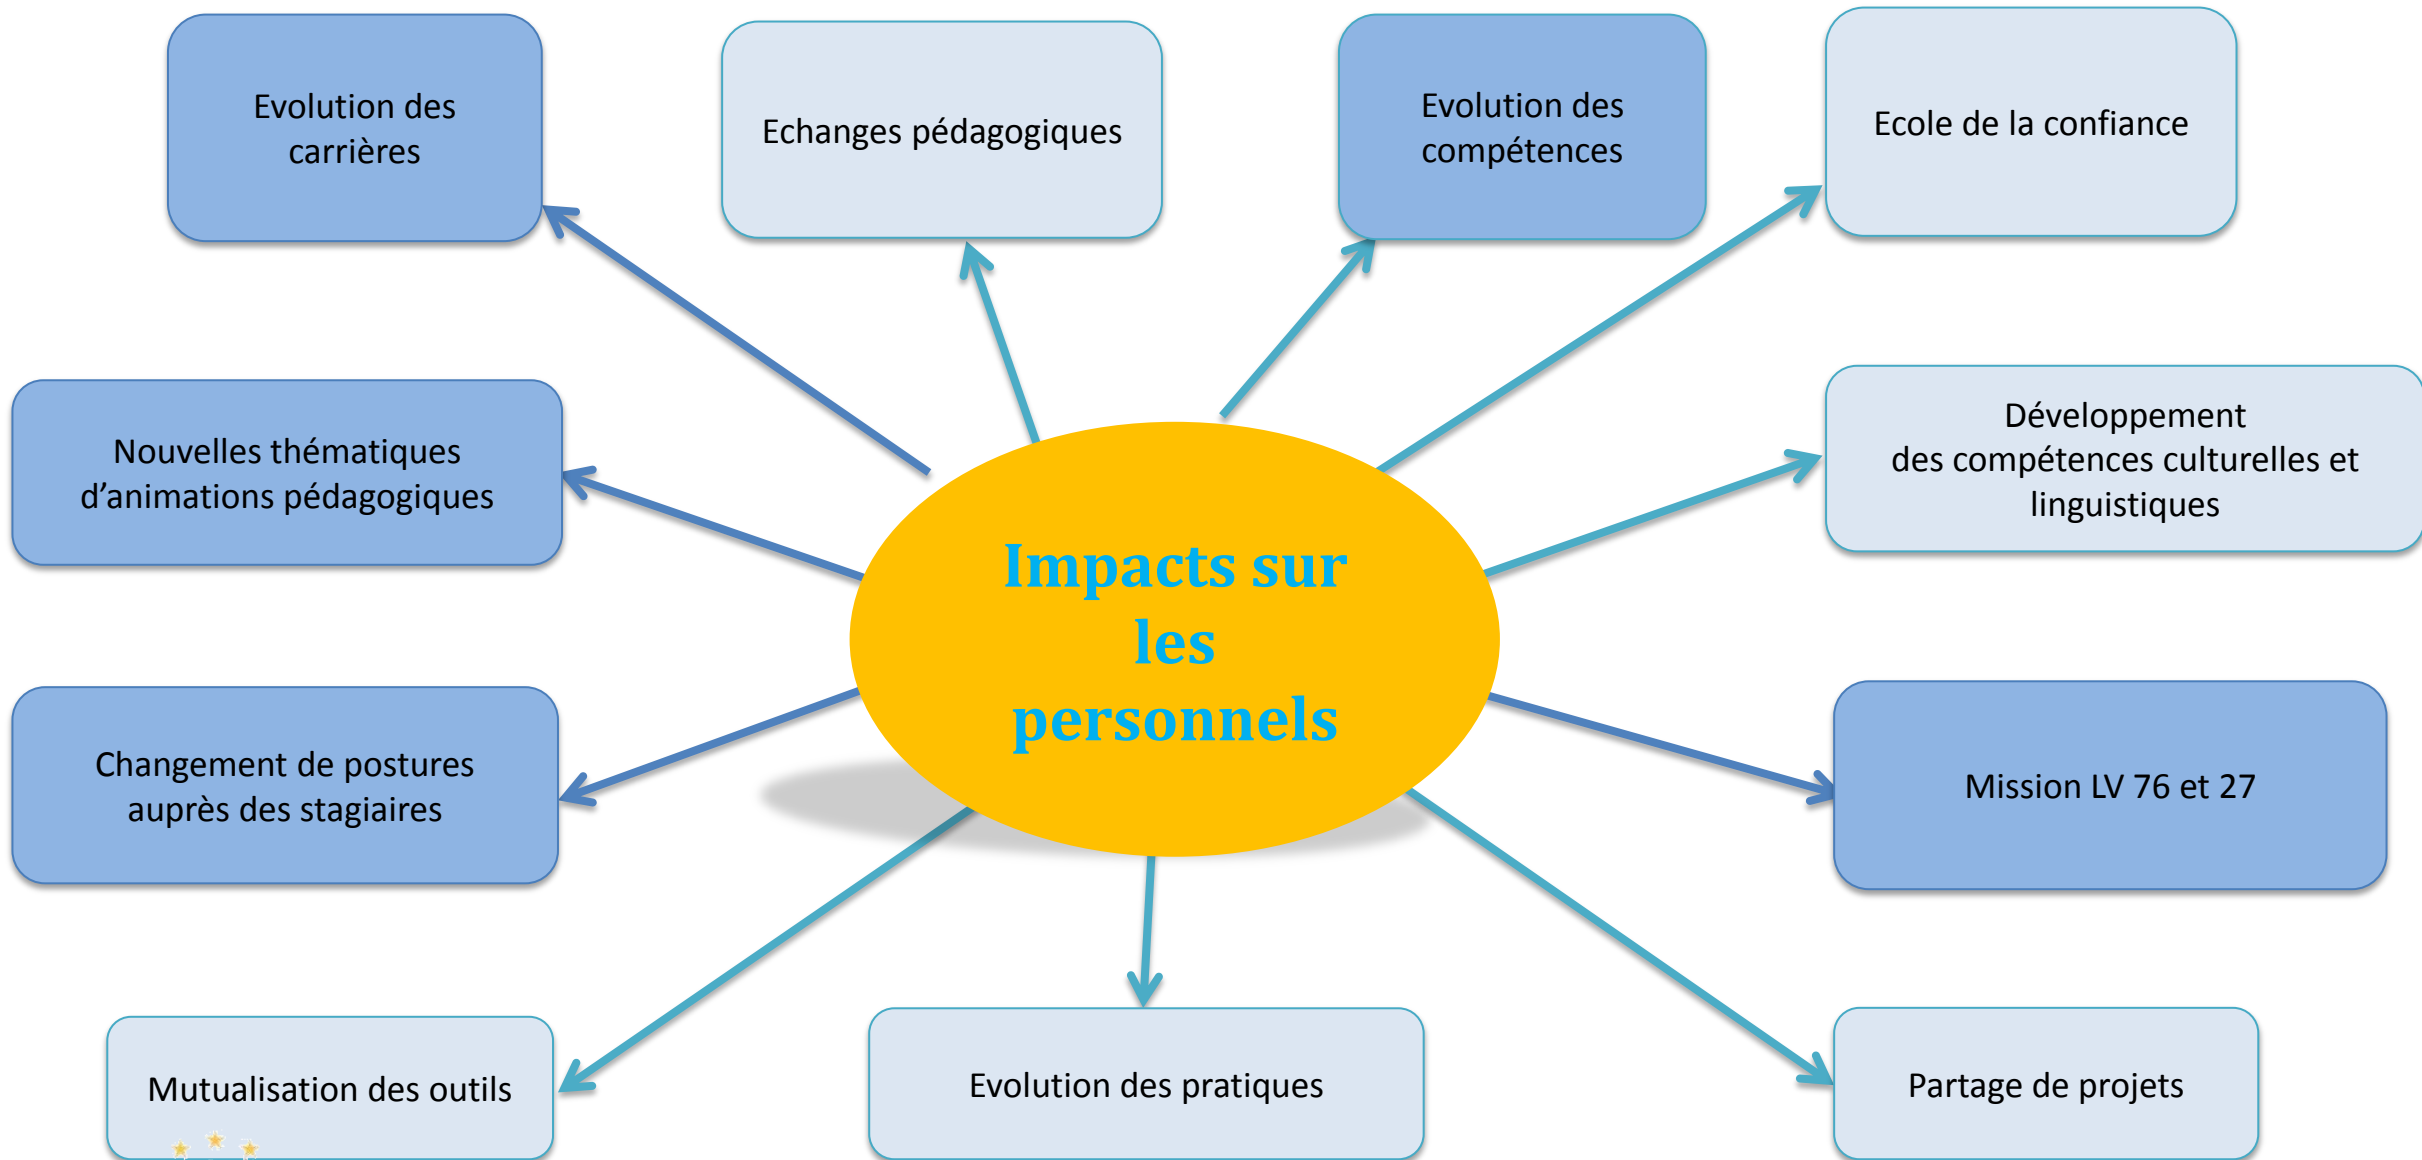 Evolution des
carrières
Echanges pédagogiques
Evolution des
compétences
Ecole de la confiance
Nouvelles thématiques
d’animations pédagogiques
Développement
des compétences culturelles et
linguistiques
Impacts sur
les
personnels
Changement de postures
auprès des stagiaires
Mission LV 76 et 27
Mutualisation des outils
Evolution des pratiques
Partage de projets